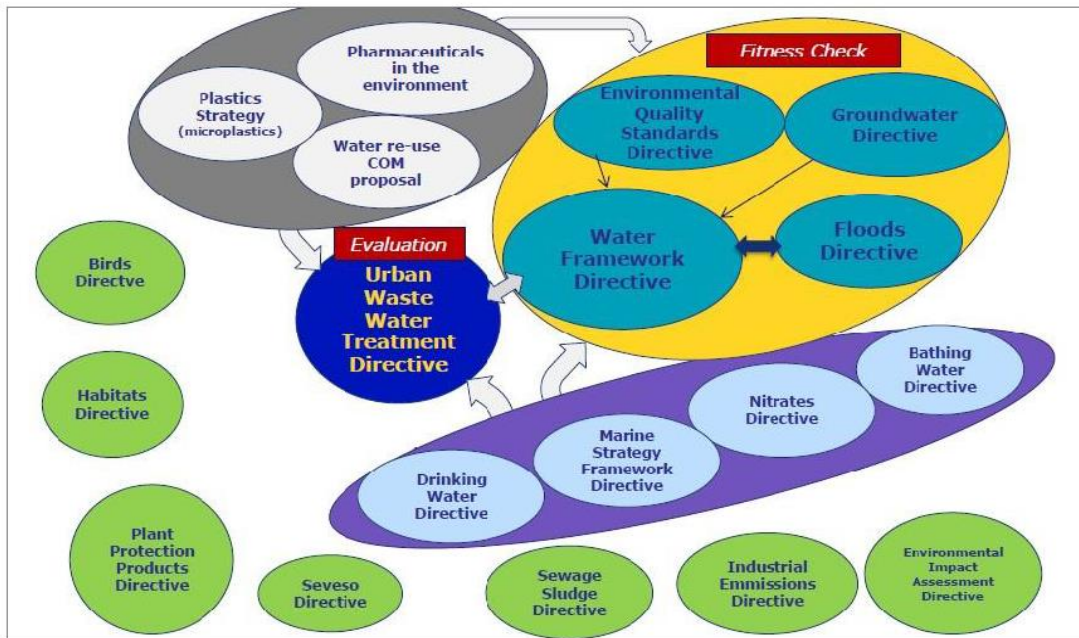 Pharmaceuticals
in the
environment
Plastics
Strategy
(microplastics)
Water re-use
COM
proposal
Fitness Check
Environmental
Quality
Standards
Directive
Groundwater
Directive
Water
Framework
Directive
Floods
Directive
Evaluation
Urban
Waste
Water
Treatment
Directive
Birds
Directve
Habitats
Directive
Bathing
Water
Directive
Nitrates
Directive
Marine
Strategy
Framework
Directive
Drinking
Water
Directive
Plant
Protection
Products
Directive
Seveso
Directive
Sewage
Sludge
Directive
Industrial
Emmissions
Directive
Environmental
Impact
Assessment
Directive